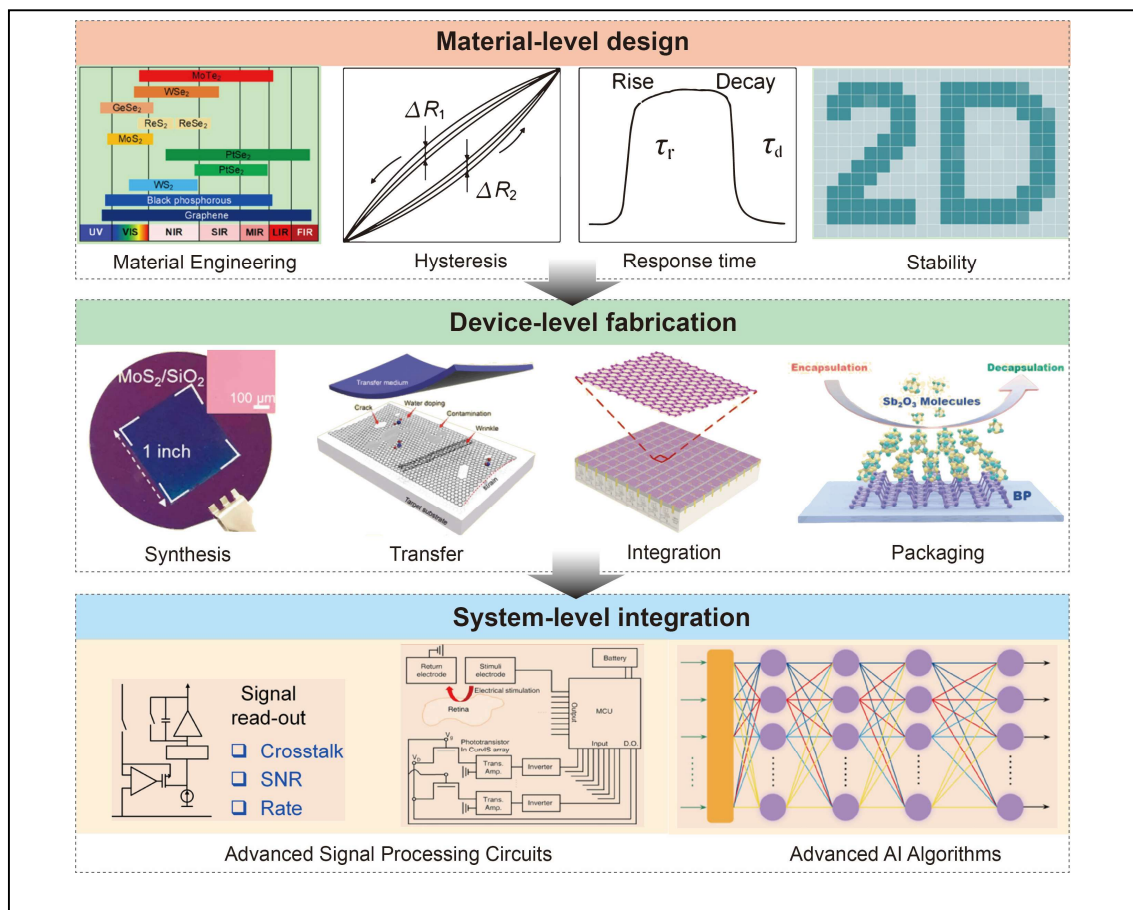 Material-level design
MoTe₂
WSe₂
GeSe₂
ReS₂ ReSe₂
MoS₂
PtSe₂
PtSe₂
WS₂
Black phosphorous
Graphene
UV VIS NIR SIR MIR LIR FIR
Material Engineering
ΔR₁
ΔR₂
Hysteresis
Rise Decay
τr τd
Response time
2D
Stability
Device-level fabrication
MoS₂/SiO₂
100 μm
1 inch
Synthesis
Transfer medium
Crack
Water doping
Contamination
Wrinkle
Strain
Target substrate
Transfer
Integration
Encapsulation Decapsulation
Sb₂O₃ Molecules
BP
Packaging
System-level integration
Signal
read-out
Crosstalk
SNR
Rate
Return
electrode
Stimuli
electrode
Battery
Electrical stimulation
Retina
Output
MCU
Input D.O.
Phototransistor
VD
Trans.
Amp.
Inverter
Trans.
Amp.
Inverter
Advanced Signal Processing Circuits
Advanced AI Algorithms